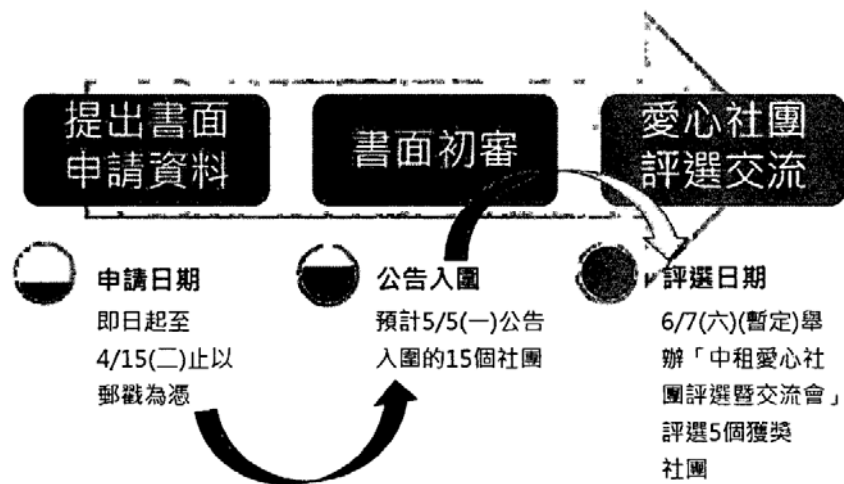 提出書面
申請資料
書面初審
愛心社團
評選交流
申請日期
即日起至
4/15(二)止以
郵戳為憑
公告入圍
預計5/5(一)公告
入圍的15個社團
評選日期
6/7(六)(暫定)舉
辦「中租愛心社
團評選暨交流會」
評選5個獲獎
社團